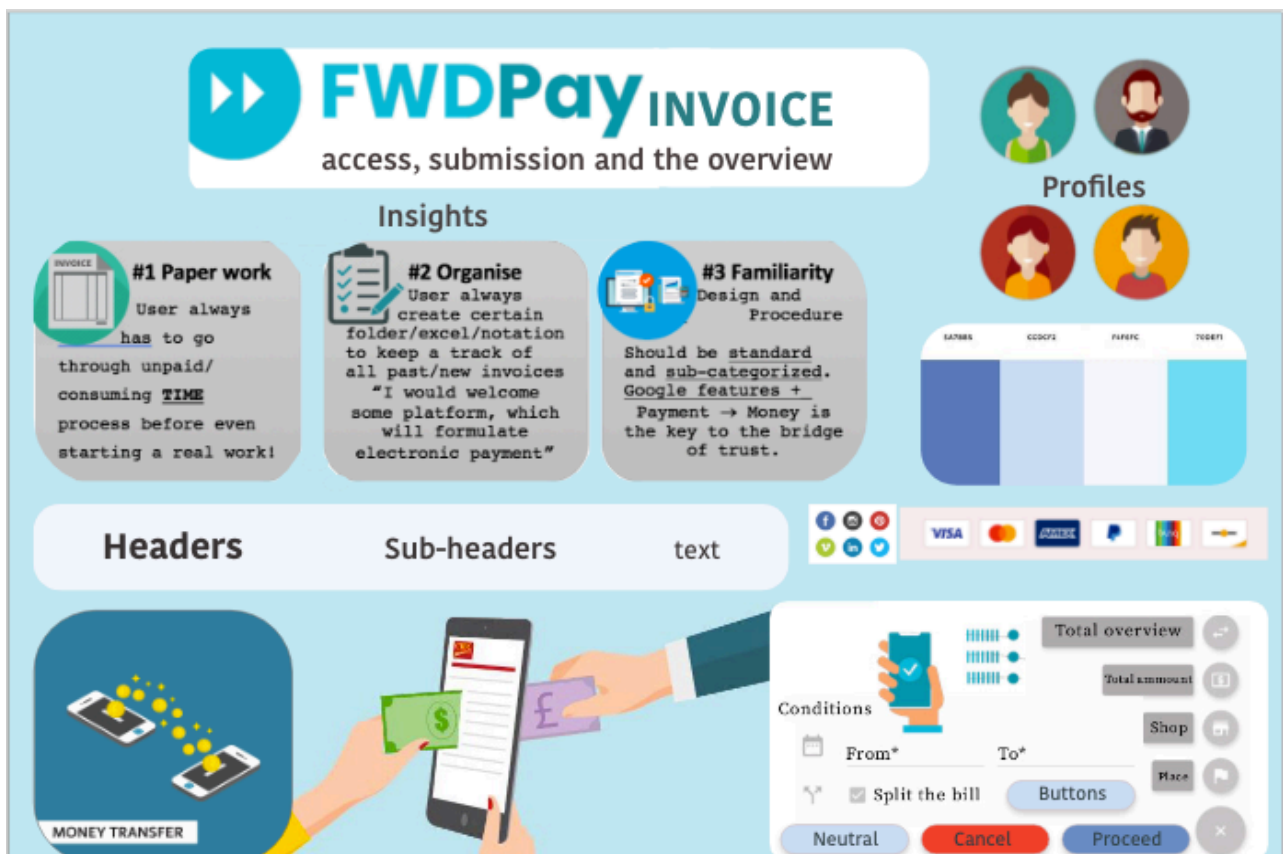 FWDPay INVOICE
access, submission and the overview
Profiles
Insights
INVOICE
#1 Paper work
User always
has to go
through unpaid/
consuming TIME
process before even
starting a real work!
#2 Organise
User always
create certain
folder/excel/notation
to keep a track of
all past/new invoices
“I would welcome
some platform, which
will formulate
electronic payment”
#3 Familiarity
Design and
Procedure
Should be standard
and sub-categorized.
Google features +
Payment → Money is
the key to the bridge
of trust.
Headers
Sub-headers
text
VISA
AMEX
MONEY TRANSFER
$
£
Total overview
Total ammount
Conditions
Shop
From*
To*
Place
Split the bill
Buttons
Neutral
Cancel
Proceed